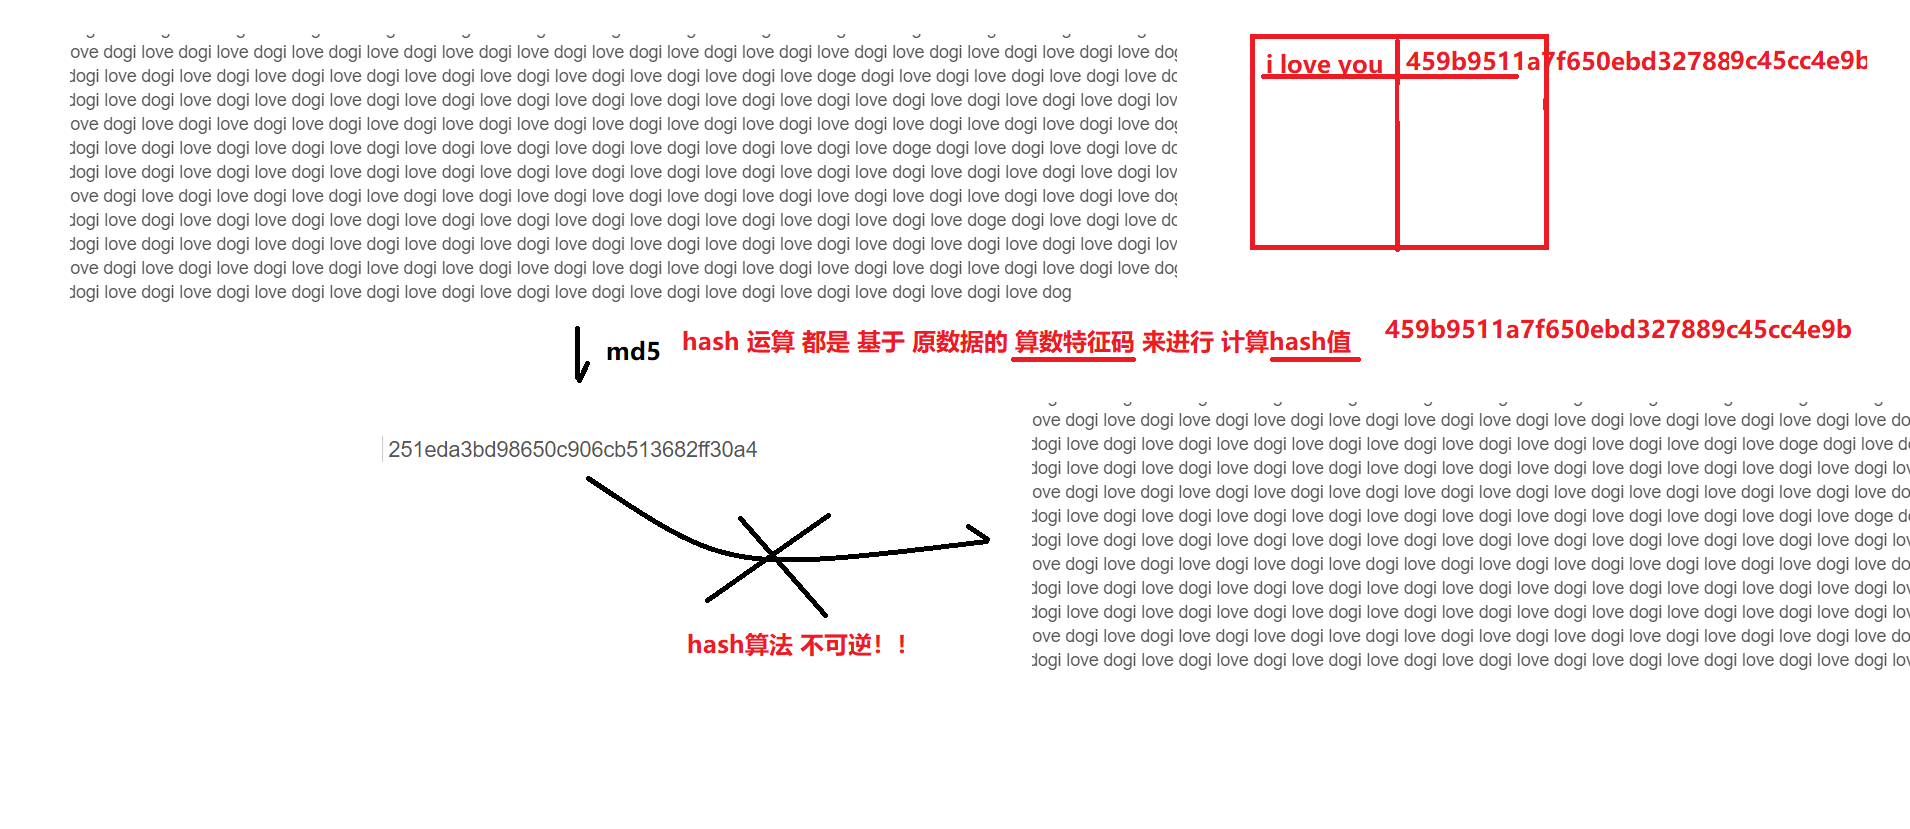 ove dogi love dogi love dogi love dogi love dogi love dogi love dogi love dogi love dogi love dogi love dogi love dogi love dogi love dogi love dog
dogi love dogi love dogi love dogi love dogi love dogi love dogi love dogi love dogi love dogi love doge dogi love dogi love dogi love dogi love do
dogi love dogi love dogi love dogi love dogi love dogi love dogi love dogi love dogi love dogi love dogi love dogi love dogi love dogi love dogi lov
ove dogi love dogi love dogi love dogi love dogi love dogi love dogi love dogi love dogi love dogi love dogi love dogi love dogi love dogi love dog
dogi love dogi love dogi love dogi love dogi love dogi love dogi love dogi love dogi love dogi love dogi love doge dogi love dogi love dogi love do
dogi love dogi love dogi love dogi love dogi love dogi love dogi love dogi love dogi love dogi love dogi love dogi love dogi love dogi love dogi lov
ove dogi love dogi love dogi love dogi love dogi love dogi love dogi love dogi love dogi love dogi love dogi love dogi love dogi love dogi love dog
dogi love dogi love dogi love dogi love dogi love dogi love dogi love dogi love dogi love dogi love dogi love dogi love doge dogi love dogi love do
dogi love dogi love dogi love dogi love dogi love dogi love dogi love dogi love dogi love dogi love dogi love dogi love dogi love dogi love dogi lov
ove dogi love dogi love dogi love dogi love dogi love dogi love dogi love dogi love dogi love dogi love dogi love dogi love dogi love dogi love dog
dogi love dogi love dogi love dogi love dogi love dogi love dogi love dogi love dogi love dogi love dogi love dogi love dogi love dog
i love you 459b9511a7f650ebd327889c45cc4e9b
md5
hash 运算 都是 基于 原数据的 算数特征码 来进行 计算hash值
459b9511a7f650ebd327889c45cc4e9b
251eda3bd98650c906cb513682ff30a4
hash算法 不可逆！！
ove dogi love dogi love dogi love dogi love dogi love dogi love dogi love dogi love dogi love dogi love dogi love do
dogi love dogi love dogi love dogi love dogi love dogi love dogi love dogi love dogi love dogi love doge dogi love d
dogi love dogi love dogi love dogi love dogi love dogi love dogi love dogi love dogi love dogi love dogi love dogi lov
ove dogi love dogi love dogi love dogi love dogi love dogi love dogi love dogi love dogi love dogi love dogi love do
dogi love dogi love dogi love dogi love dogi love dogi love dogi love dogi love dogi love dogi love dogi love doge d
dogi love dogi love dogi love dogi love dogi love dogi love dogi love dogi love dogi love dogi love dogi love dogi lov
ove dogi love dogi love dogi love dogi love dogi love dogi love dogi love dogi love dogi love dogi love dogi love do
dogi love dogi love dogi love dogi love dogi love dogi love dogi love dogi love dogi love dogi love dogi love dogi lov
dogi love dogi love dogi love dogi love dogi love dogi love dogi love dogi love dogi love dogi love dogi love dogi lov
ove dogi love dogi love dogi love dogi love dogi love dogi love dogi love dogi love dogi love dogi love dogi love do
dogi love dogi love dogi love dogi love dogi love dogi love dogi love dogi love dogi love dogi love dogi love dogi lov